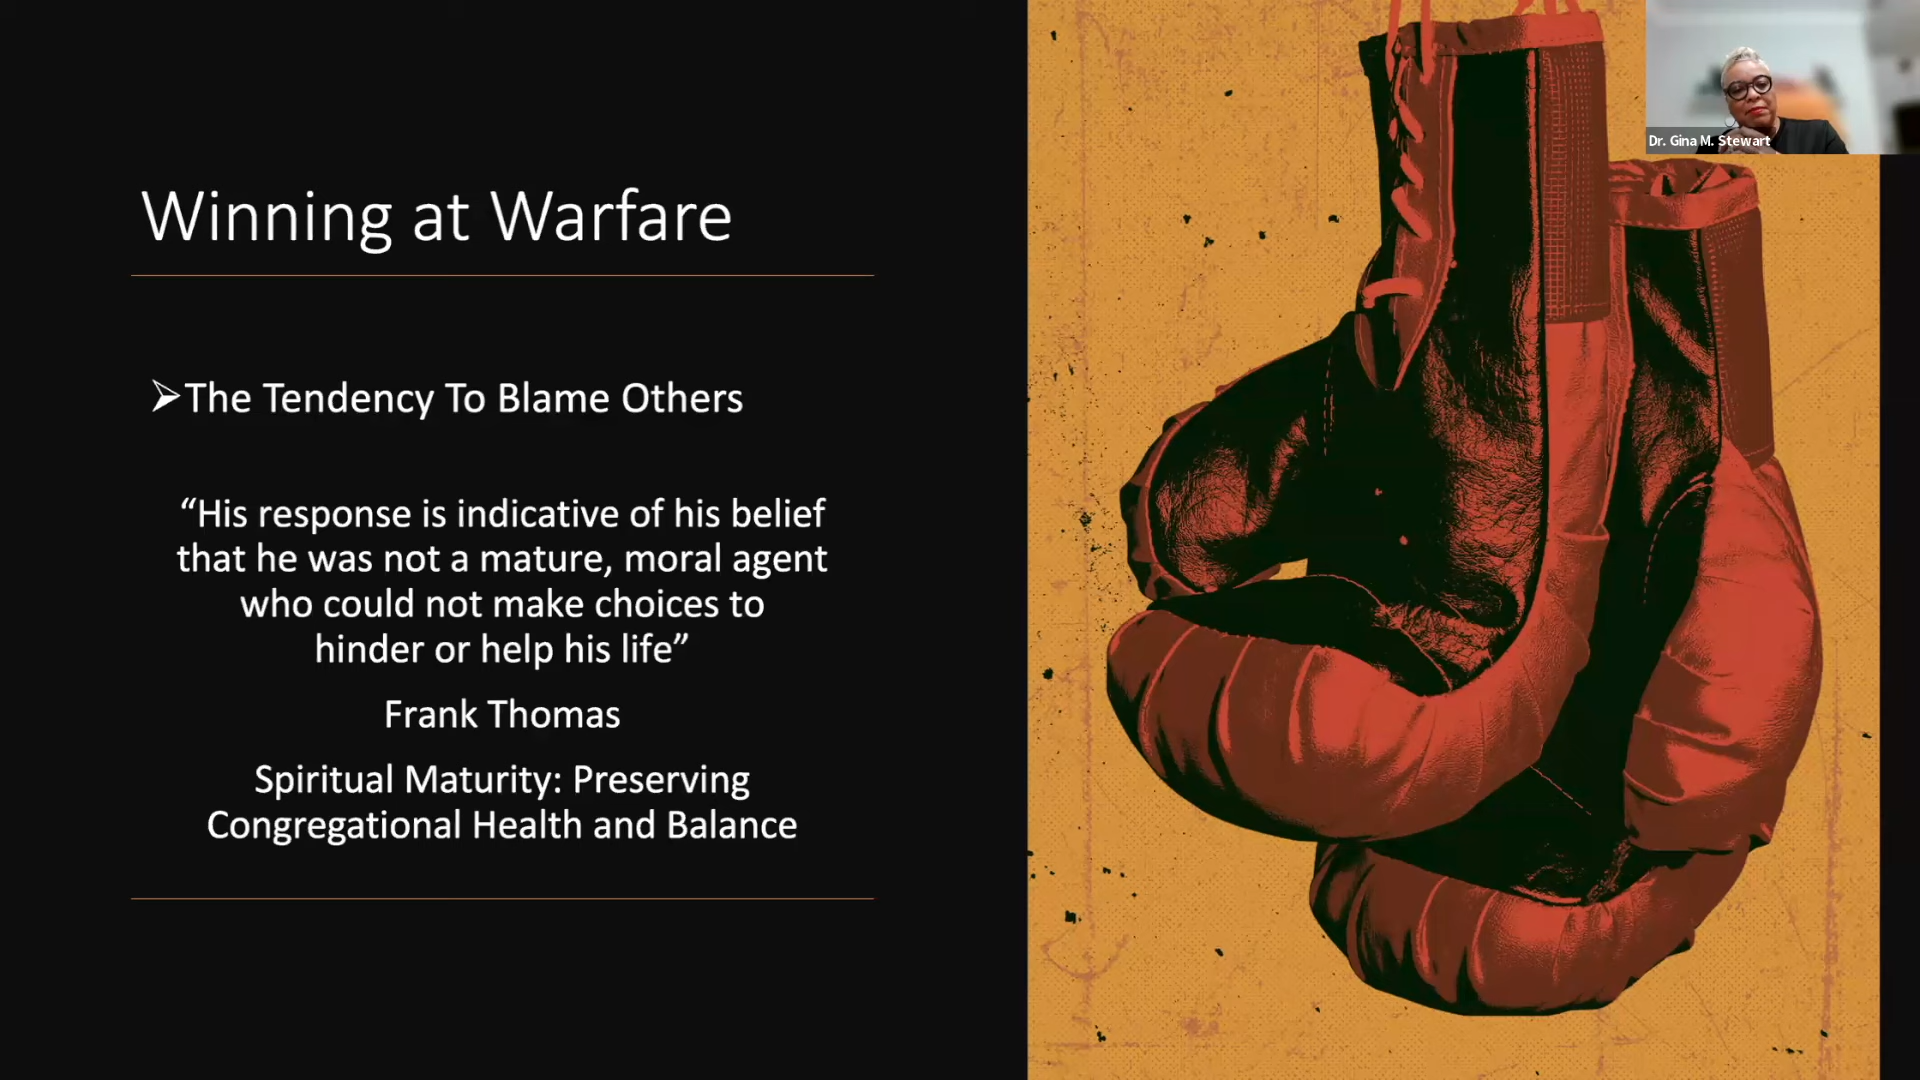 Dr. Gina M. Stewart
Winning at Warfare
➢The Tendency To Blame Others
“His response is indicative of his belief
that he was not a mature, moral agent
who could not make choices to
hinder or help his life”
Frank Thomas
Spiritual Maturity: Preserving
Congregational Health and Balance